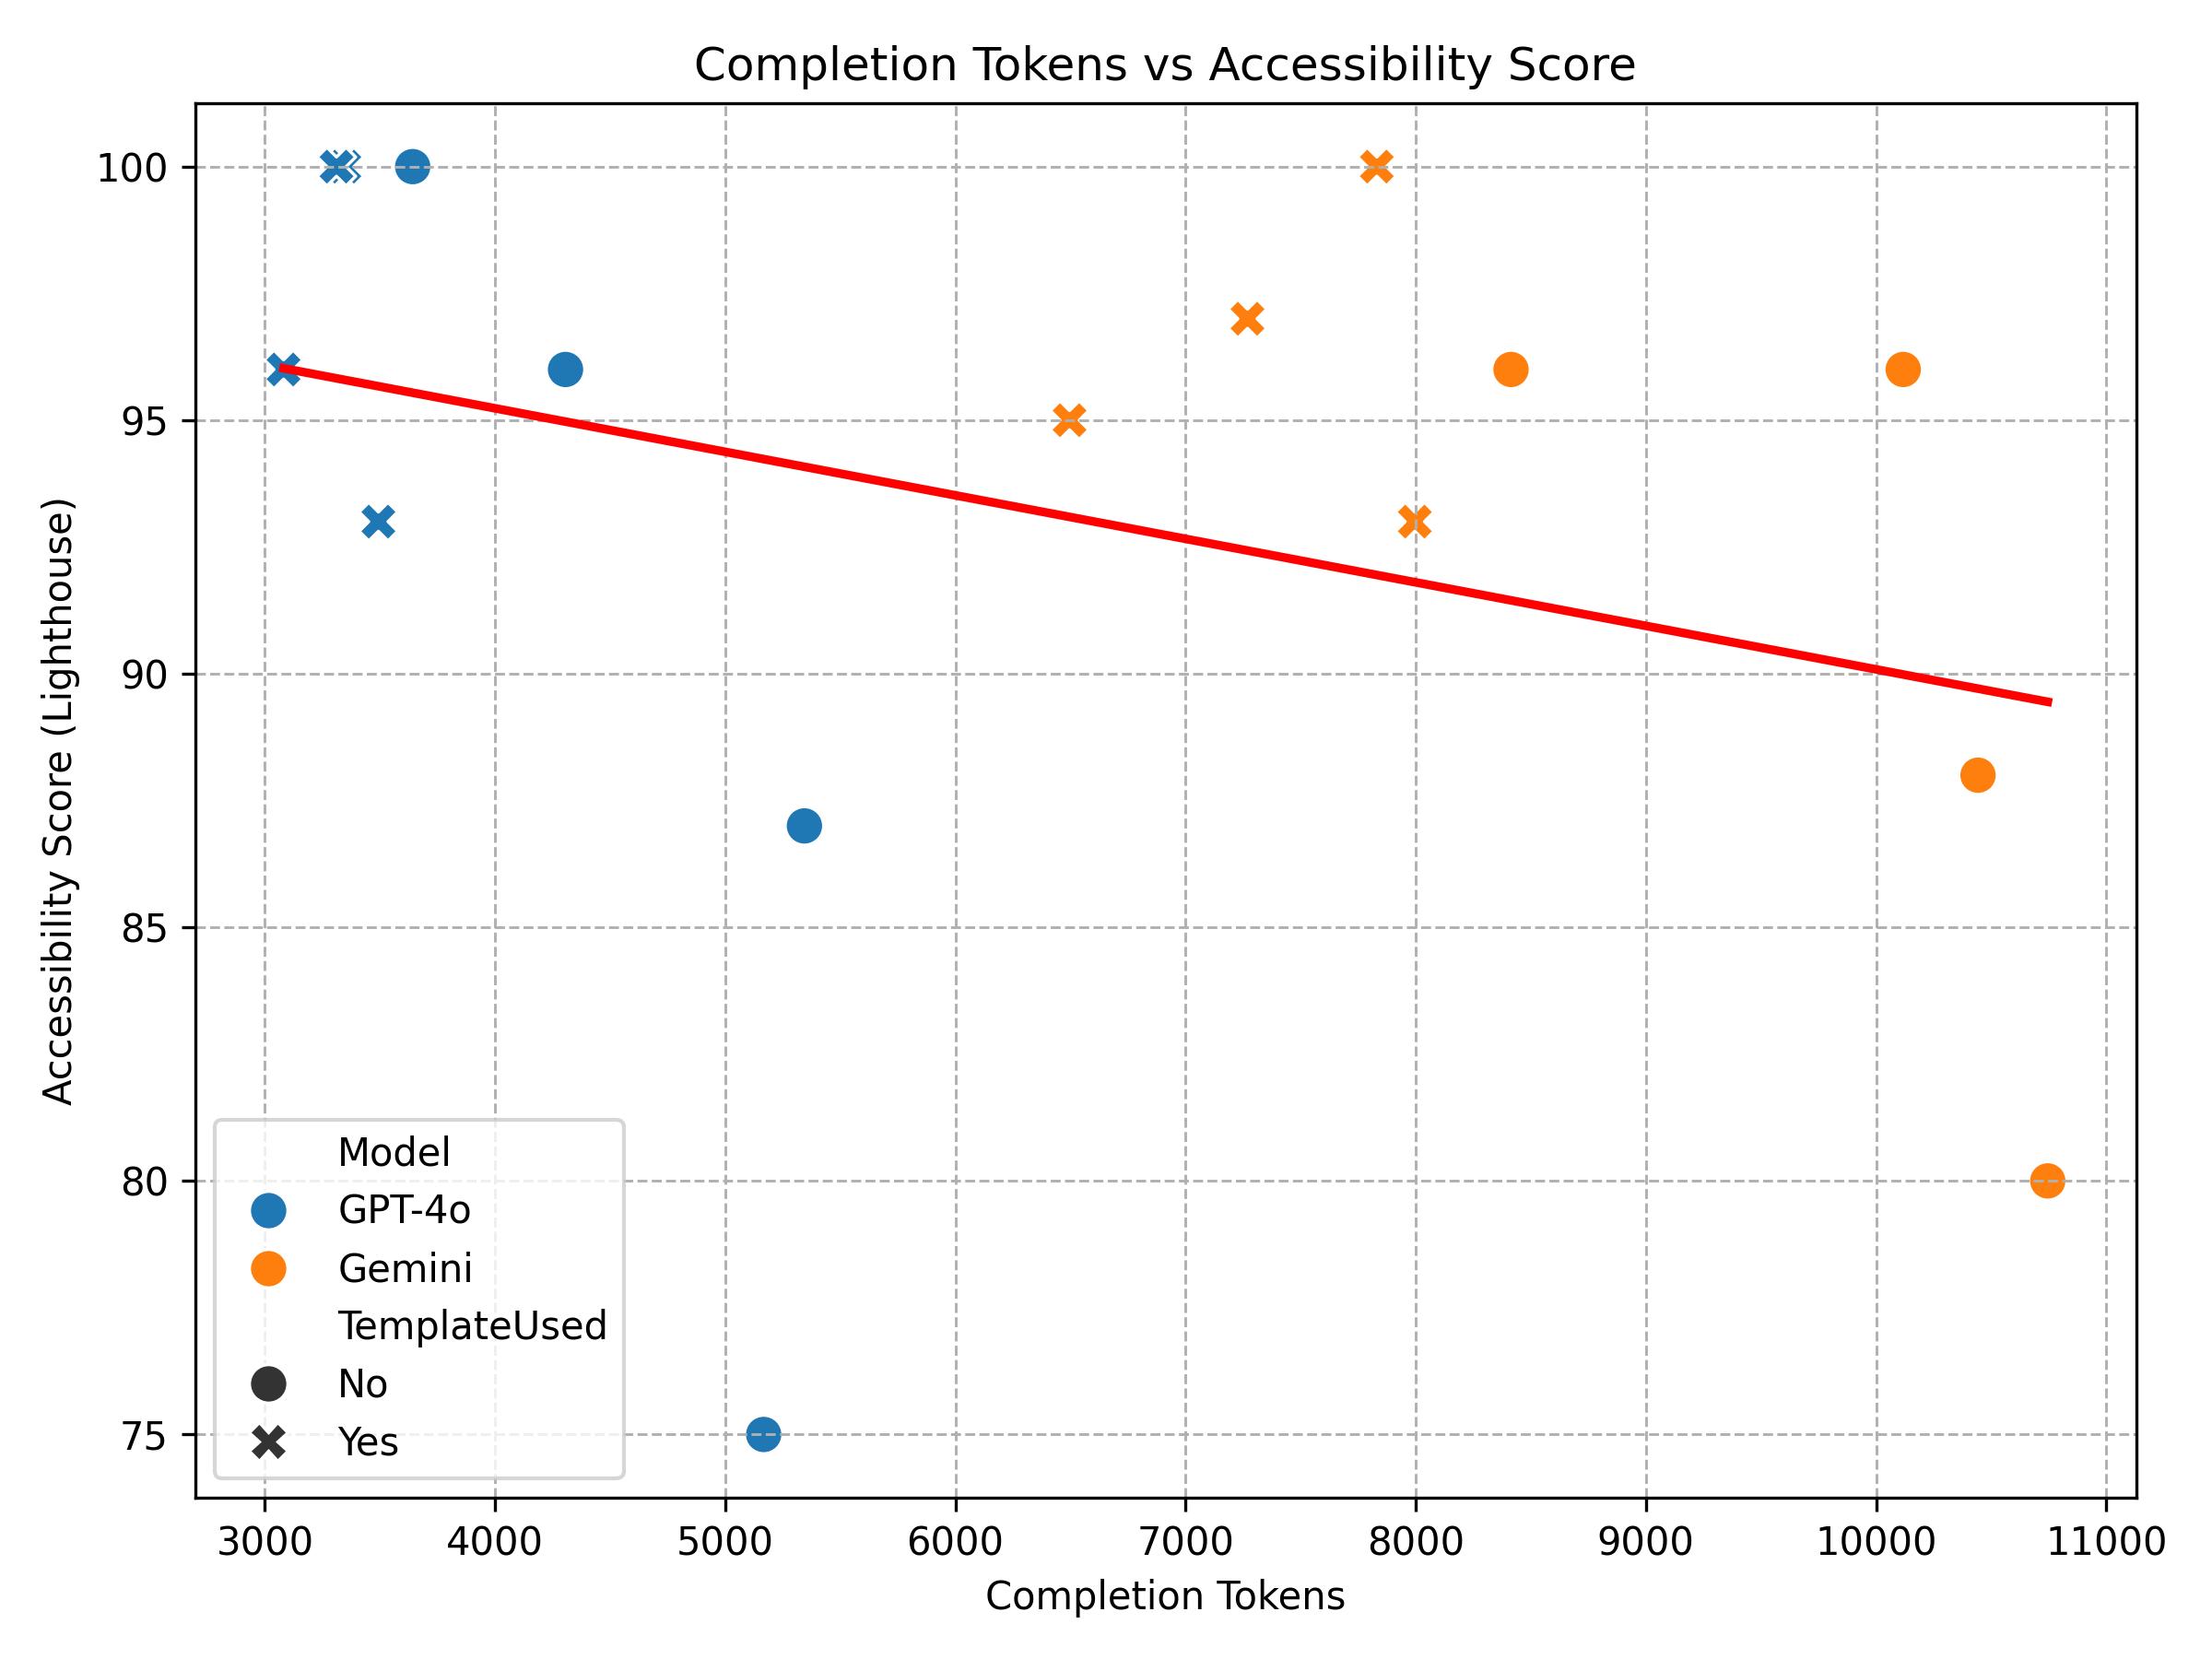 Completion Tokens vs Accessibility Score
Accessibility Score (Lighthouse)
100
95
90
85
80
75
Model
GPT-4o
Gemini
TemplateUsed
No
Yes
3000 4000 5000 6000 7000 8000 9000 10000 11000
Completion Tokens